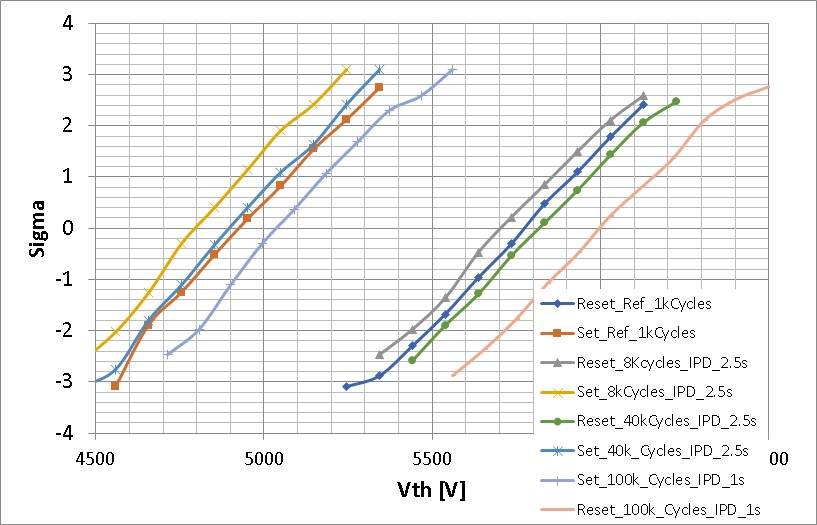 4
3
2
1
0
-1
-2
-3
-4
Sigma
4500 5000 5500 00
Vth [V]
Reset_Ref_1kCycles
Set_Ref_1kCycles
Reset_8Kcycles_IPD_2.5s
Set_8kCycles_IPD_2.5s
Reset_40kCycles_IPD_2.5s
Set_40k_Cycles_IPD_2.5s
Set_100k_Cycles_IPD_1s
Reset_100k_Cycles_IPD_1s